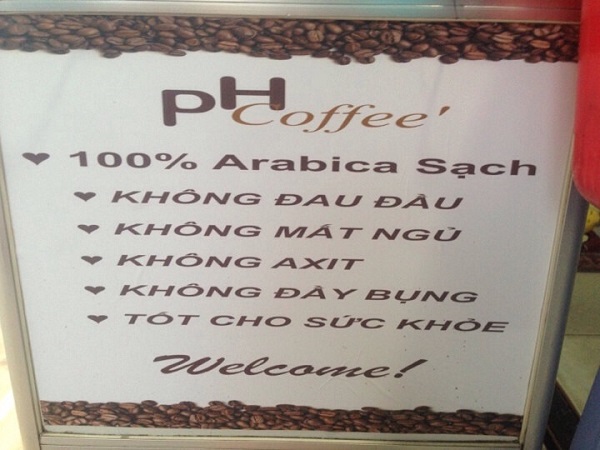 pH Coffee'
❤ 100% Arabica Sạch
❤ KHÔNG ĐAU ĐẦU
❤ KHÔNG MẤT NGỦ
❤ KHÔNG AXIT
❤ KHÔNG ĐẦY BỤNG
❤ TỐT CHO SỨC KHỎE
Welcome!